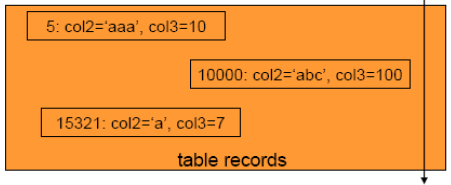 5: col2=‘aaa’, col3=10
10000: col2=‘abc’, col3=100
15321: col2=‘a’, col3=7
table records